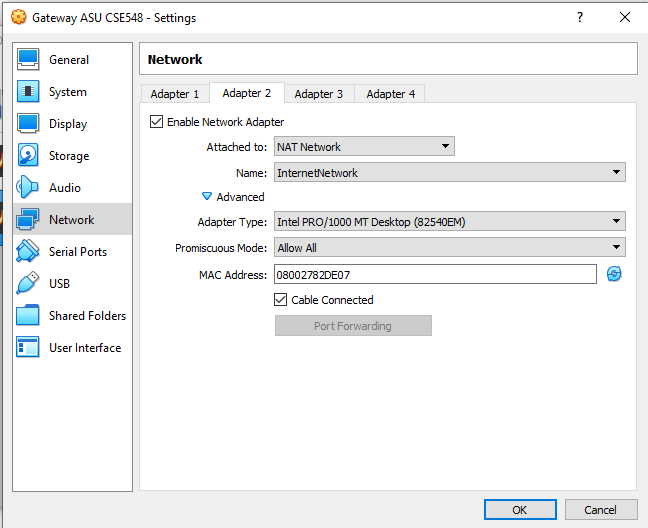 Gateway ASU CSE548 - Settings
?
General
System
Display
Storage
Audio
Network
Serial Ports
USB
Shared Folders
User Interface
Network
Adapter 1 Adapter 2 Adapter 3 Adapter 4
Enable Network Adapter
Attached to: NAT Network
Name: InternetNetwork
Advanced
Adapter Type: Intel PRO/1000 MT Desktop (82540EM)
Promiscuous Mode: Allow All
MAC Address: 08002782DE07
Cable Connected
Port Forwarding
OK Cancel